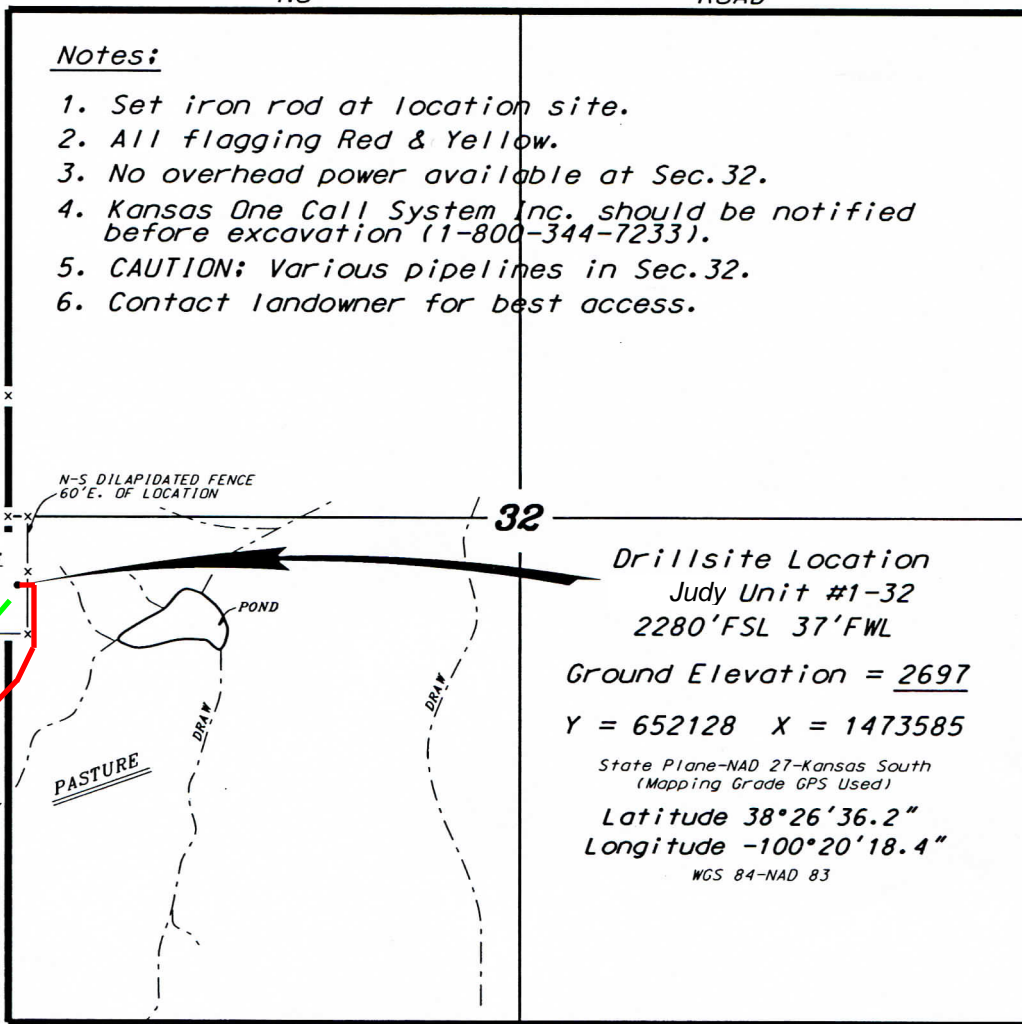 Notes:
1. Set iron rod at location site.
2. All flagging Red & Yellow.
3. No overhead power available at Sec.32.
4. Kansas One Call System Inc. should be notified
before excavation (1-800-344-7233).
5. CAUTION: Various pipelines in Sec.32.
6. Contact landowner for best access.
N-S DILAPIDATED FENCE
60'E. OF LOCATION
32
POND
DRAW
DRAW
PASTURE
Drillsite Location
Judy Unit #1-32
2280'FSL 37'FWL
Ground Elevation = 2697
Y = 652128 X = 1473585
State Plane-NAD 27-Kansas South
(Mapping Grade GPS Used)
Latitude 38°26'36.2"
Longitude -100°20'18.4"
WGS 84-NAD 83